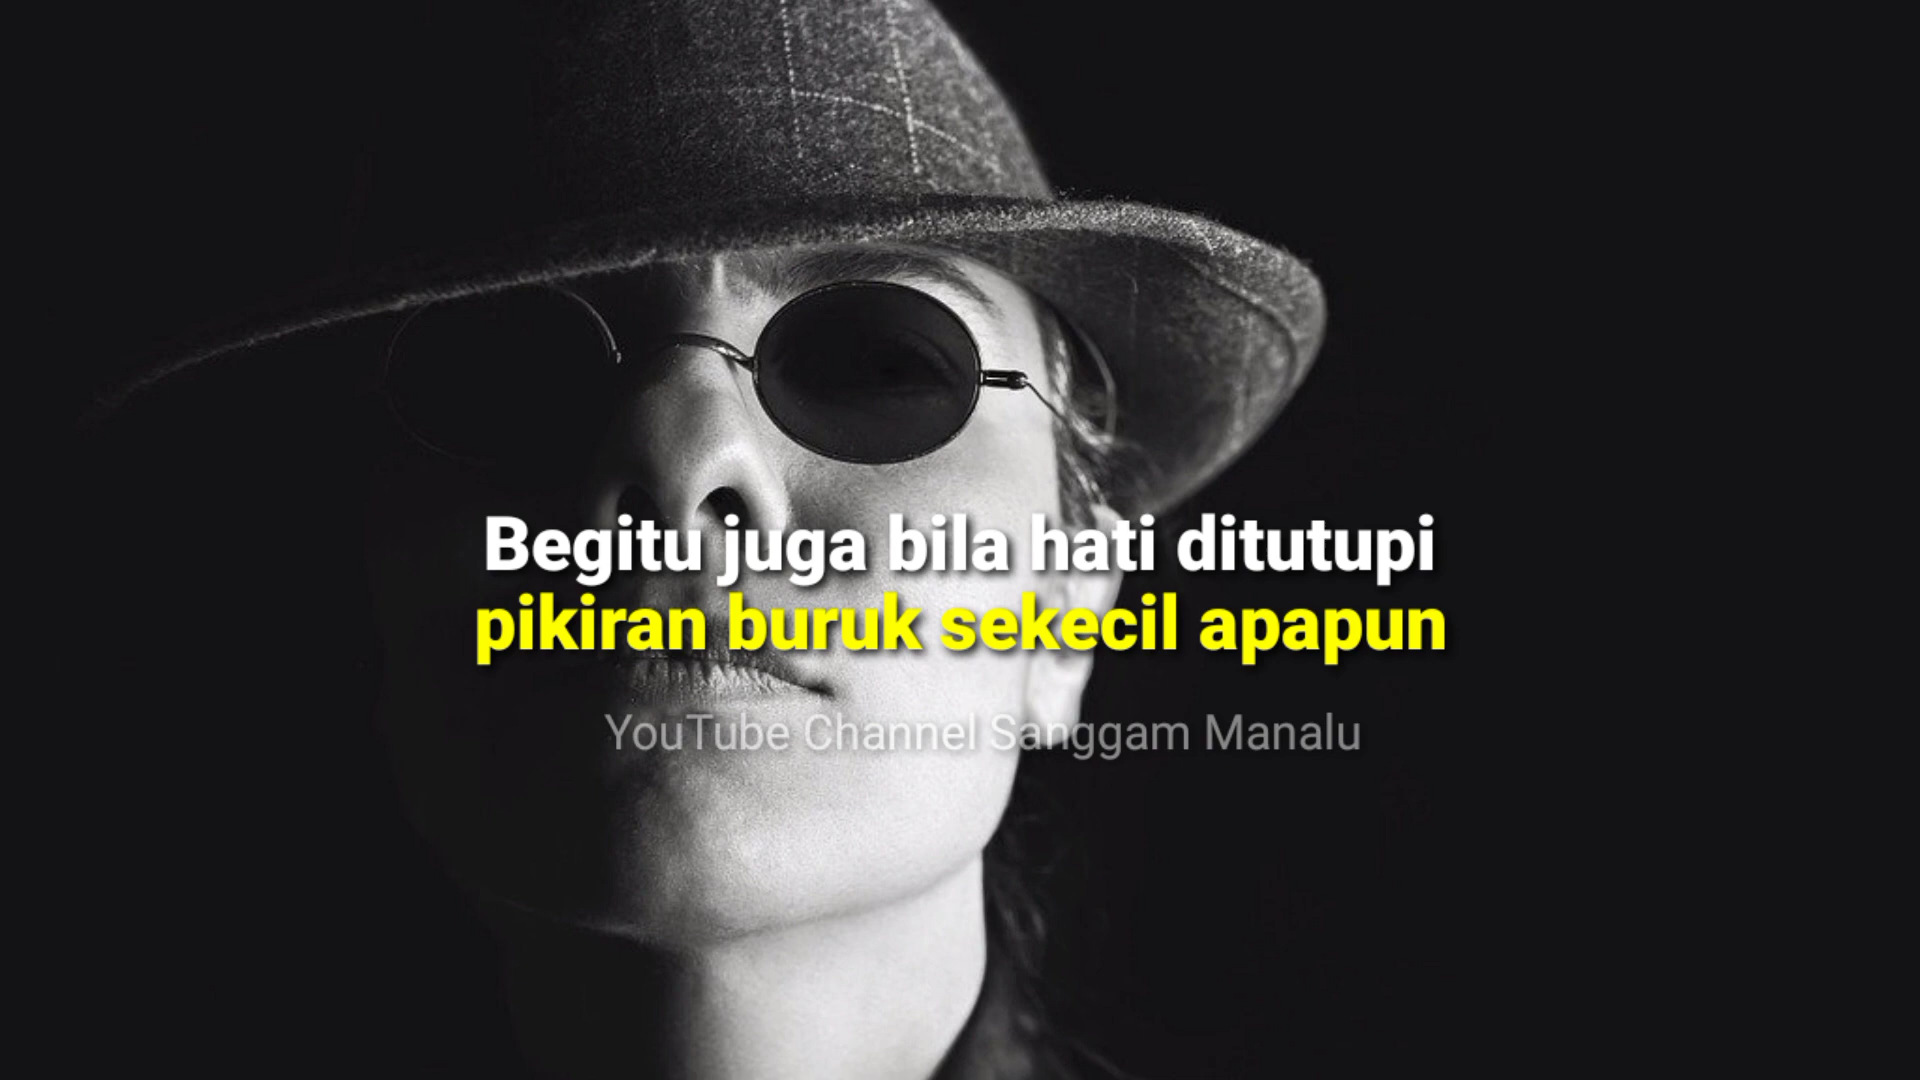 Begitu juga bila hati ditutupi
pikiran buruk sekecil apapun
YouTube Channel Sanggam Manalu